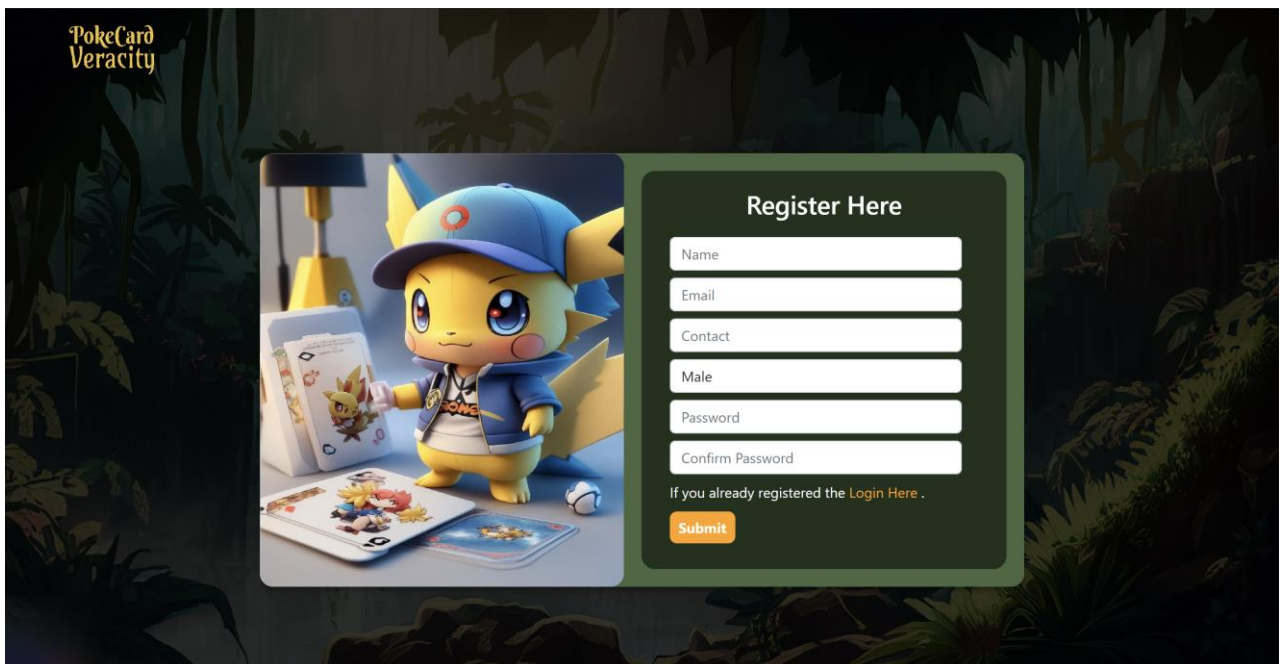 PokeCard
Veracity
Register Here
Name
Email
Contact
Male
Password
Confirm Password
If you already registered the Login Here .
Submit